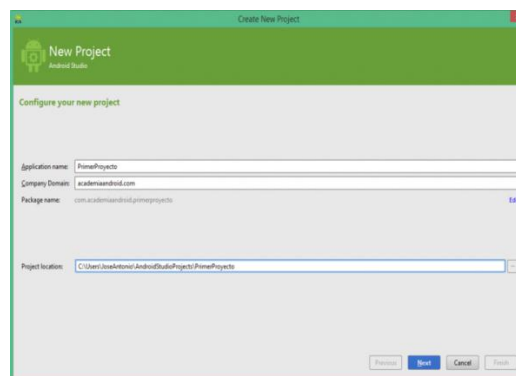 Create New Project
New Project
Android Studio
Configure your new project
Application name: PrimerProyecto
Company Domain: academiaandroid.com
Package name: com.academiaandroid.primerproyecto
Project location: C:\Users\JoseAntonio\AndroidStudioProjects\PrimerProyecto
Previous Next Cancel Finish